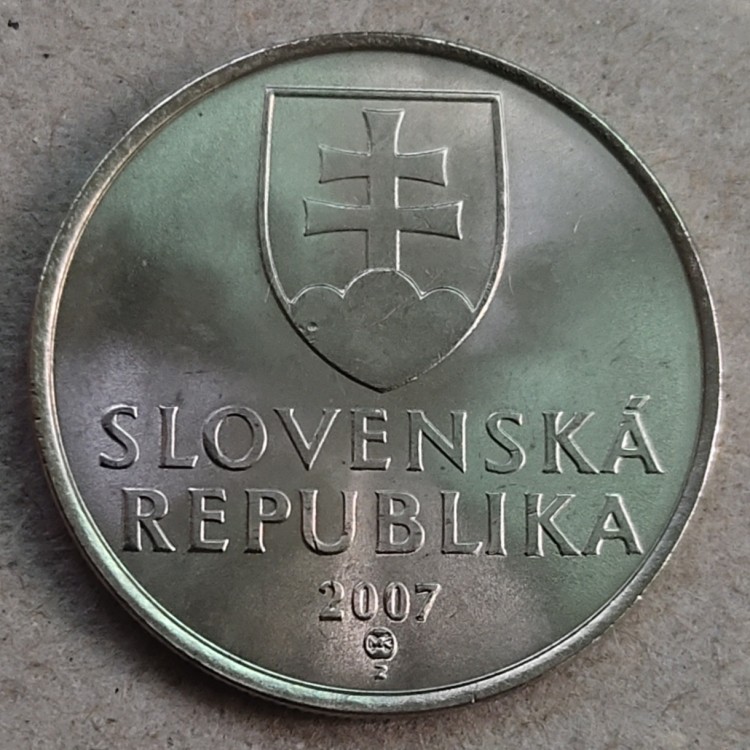 SLOVENSKÁ
REPUBLIKA
2007
Z